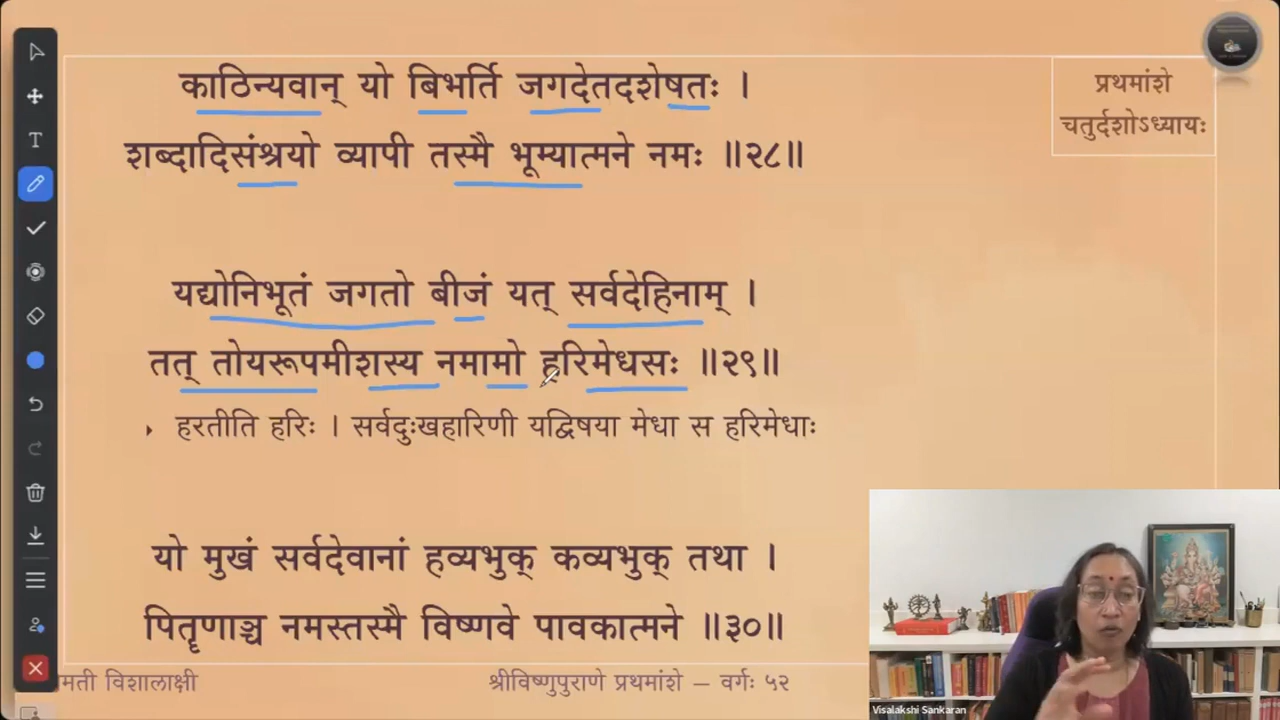 काठिन्यवान् यो बिभर्ति जगदेतदशेषतः ।
शब्दादिसंश्रयो व्यापी तस्मै भूम्यात्मने नमः ॥२८॥
प्रथमांशे
चतुर्दशोऽध्यायः
यद्योनिभूतं जगतो बीजं यत् सर्वदेहिनाम् ।
तत् तोयरूपमीशस्य नमामो हरिमेधसः ॥२९॥
हरतीति हरिः । सर्वदुःखहारिणी यद्विषया मेधा स हरिमेधाः
यो मुखं सर्वदेवानां हव्यभुक् कव्यभुक् तथा ।
पितॄणाञ्च नमस्तस्मै विष्णवे पावकात्मने ॥३०॥
मती विशालाक्षी
श्रीविष्णुपुराणे प्रथमांशे – वर्गः ५२
Visalakshi Sankaran